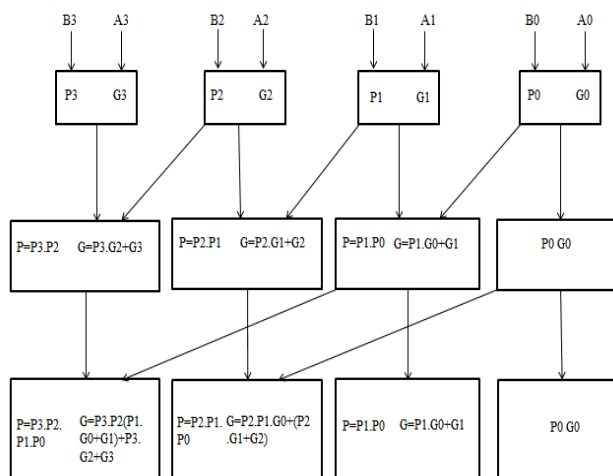 B3 A3 B2 A2 B1 A1 B0 A0
P3 G3 P2 G2 P1 G1 P0 G0
P=P3.P2 G=P3.G2+G3 P=P2.P1 G=P2.G1+G2 P=P1.P0 G=P1.G0+G1 P0 G0
P=P3.P2.
P1.P0
G=P3.P2(P1.
G0+G1)+P3.
G2+G3
P=P2.P1.
P0
G=P2.P1.G0+(P2
.G1+G2)
P=P1.P0 G=P1.G0+G1
P0 G0